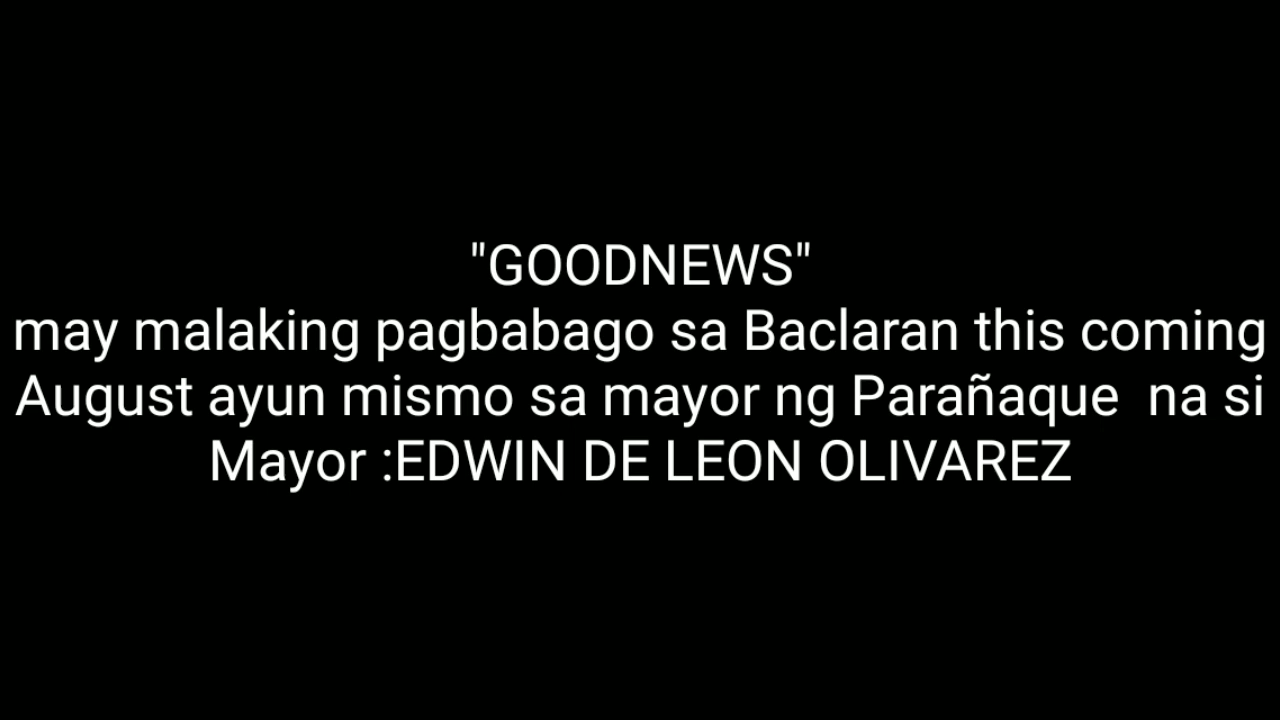 "GOODNEWS"
may malaking pagbabago sa Baclaran this coming
August ayun mismo sa mayor ng Parañaque  na si
Mayor :EDWIN DE LEON OLIVAREZ